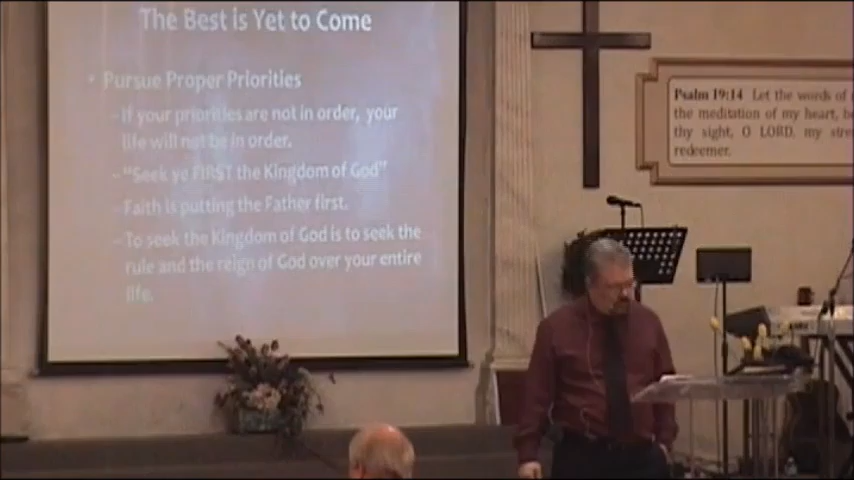 The Best is Yet to Come
• Pursue Proper Priorities
– If your priorities are not in order, your
life will not be in order.
– "Seek ye FIRST the Kingdom of God"
– Faith is putting the Father first.
– To seek the Kingdom of God is to seek the
rule and the reign of God over your entire
life.
Psalm 19:14 Let the words of
the meditation of my heart,
thy sight, O LORD, my
redeemer.